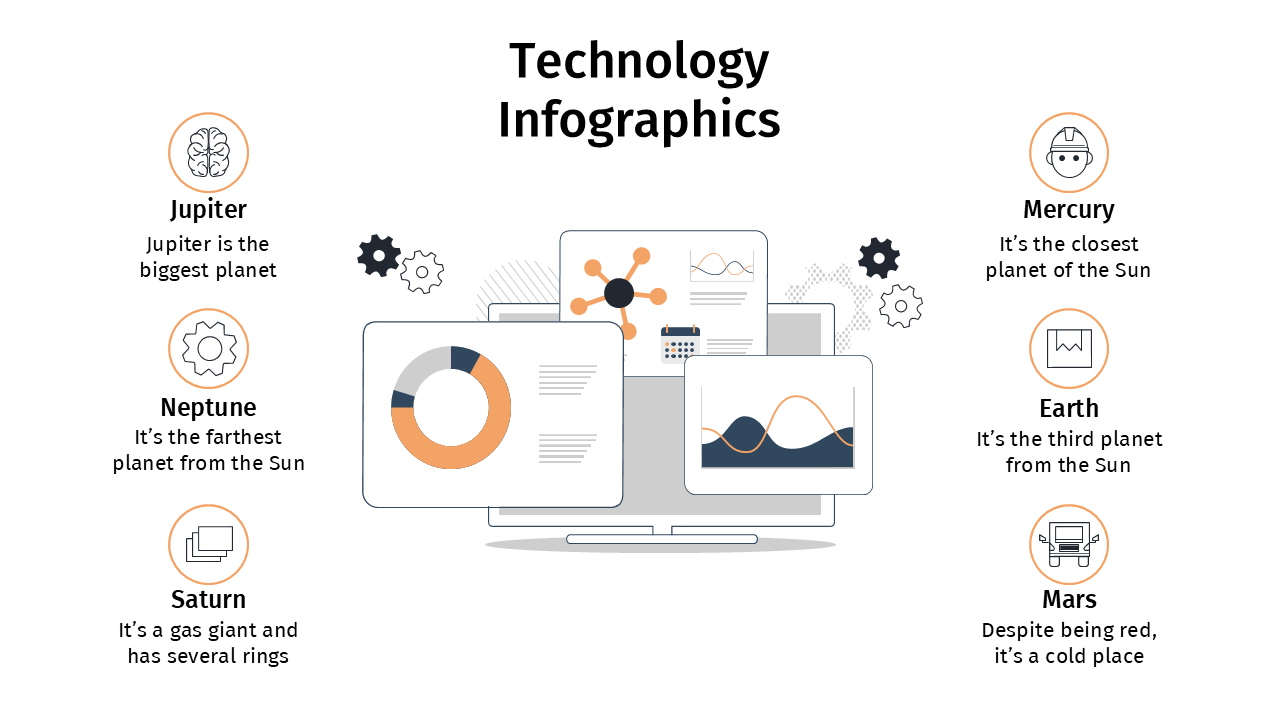 Technology
Infographics
Jupiter
Jupiter is the
biggest planet
Neptune
It’s the farthest
planet from the Sun
Saturn
It’s a gas giant and
has several rings
Mercury
It’s the closest
planet of the Sun
Earth
It’s the third planet
from the Sun
Mars
Despite being red,
it’s a cold place